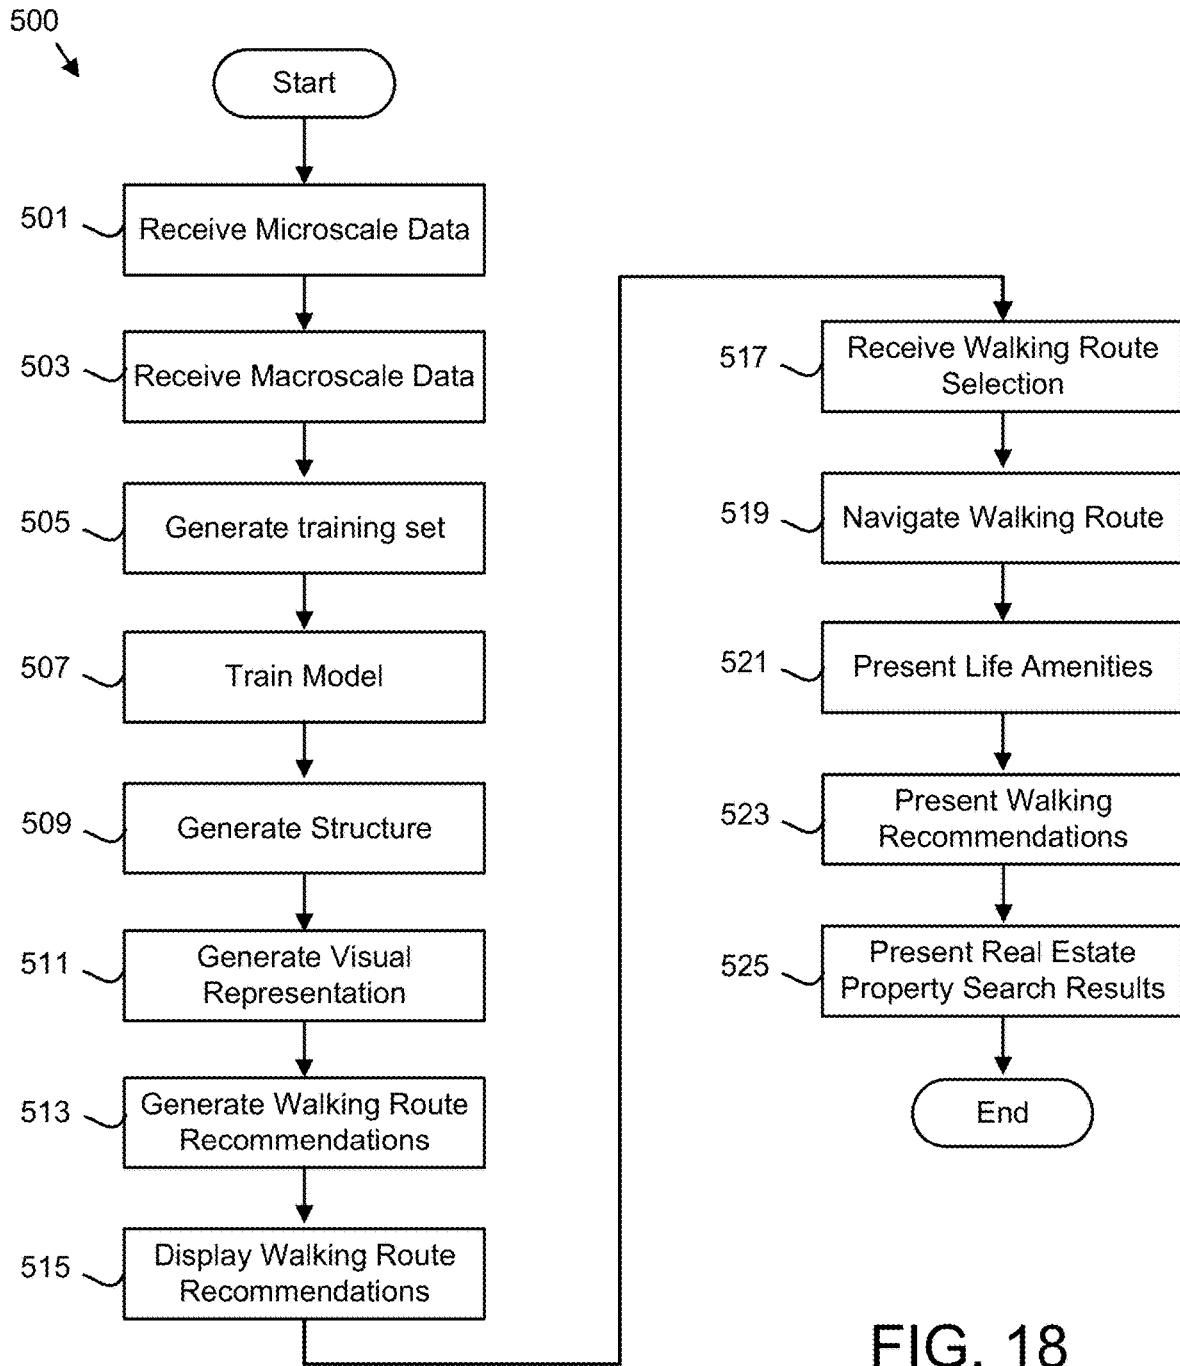 500
Start
501
Receive Microscale Data
503
Receive Macroscale Data
505
Generate training set
507
Train Model
509
Generate Structure
511
Generate Visual
Representation
513
Generate Walking Route
Recommendations
515
Display Walking Route
Recommendations
517
Receive Walking Route
Selection
519
Navigate Walking Route
521
Present Life Amenities
523
Present Walking
Recommendations
525
Present Real Estate
Property Search Results
End
FIG. 18